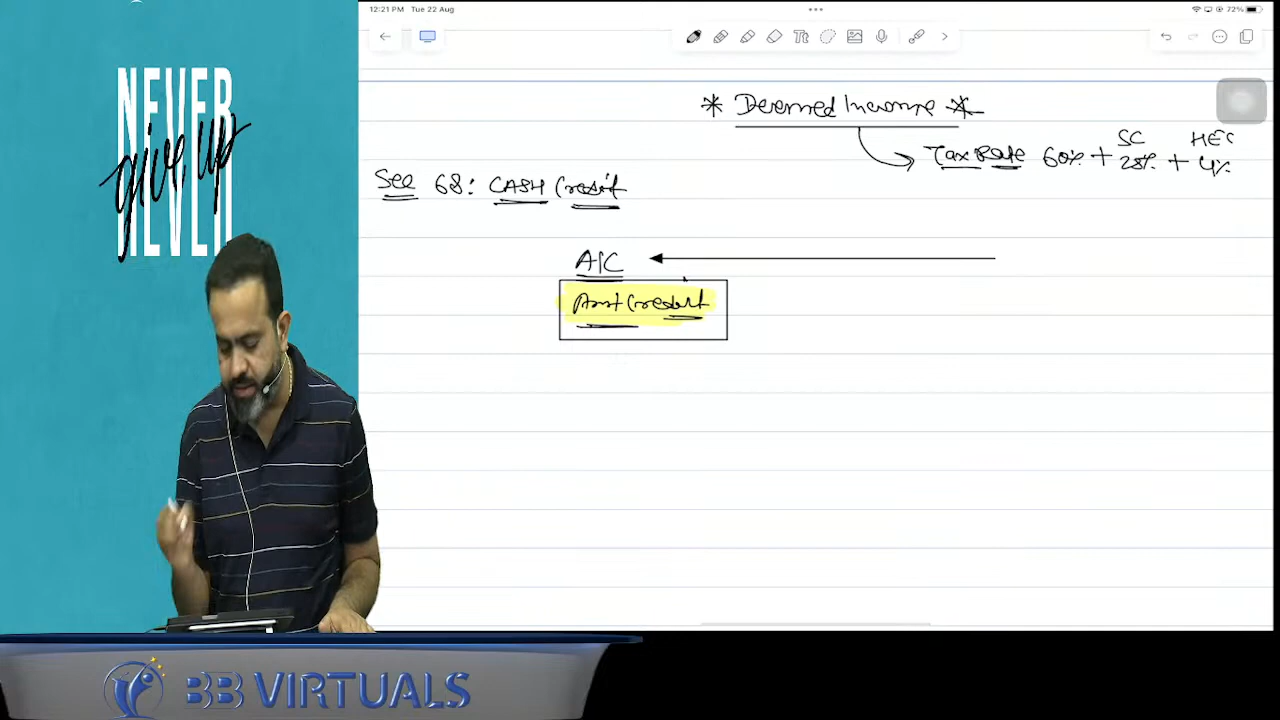 12:21 PM Tue 22 Aug
72%
NEVER
give up
NEVER
* Deemed Income *
SC HEC
Tax Rate 60% + 25% + 4%
Sec 68: CASH Credit
A/C
Amt Credit
BB VIRTUALS